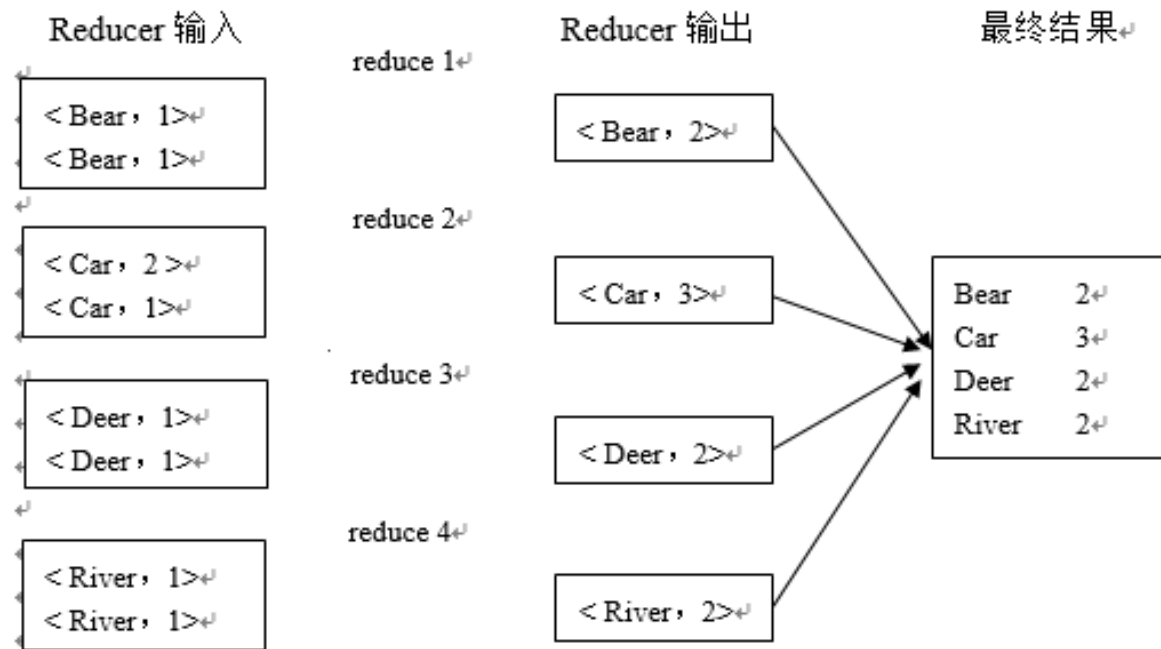 Reducer 输入
reduce 1
Reducer 输出
最终结果
<Bear，1>
<Bear，1>
<Bear，2>
reduce 2
<Car，2 >
<Car，1>
<Car，3>
Bear 2
Car 3
Deer 2
River 2
reduce 3
<Deer，1>
<Deer，1>
<Deer，2>
reduce 4
<River，1>
<River，1>
<River，2>